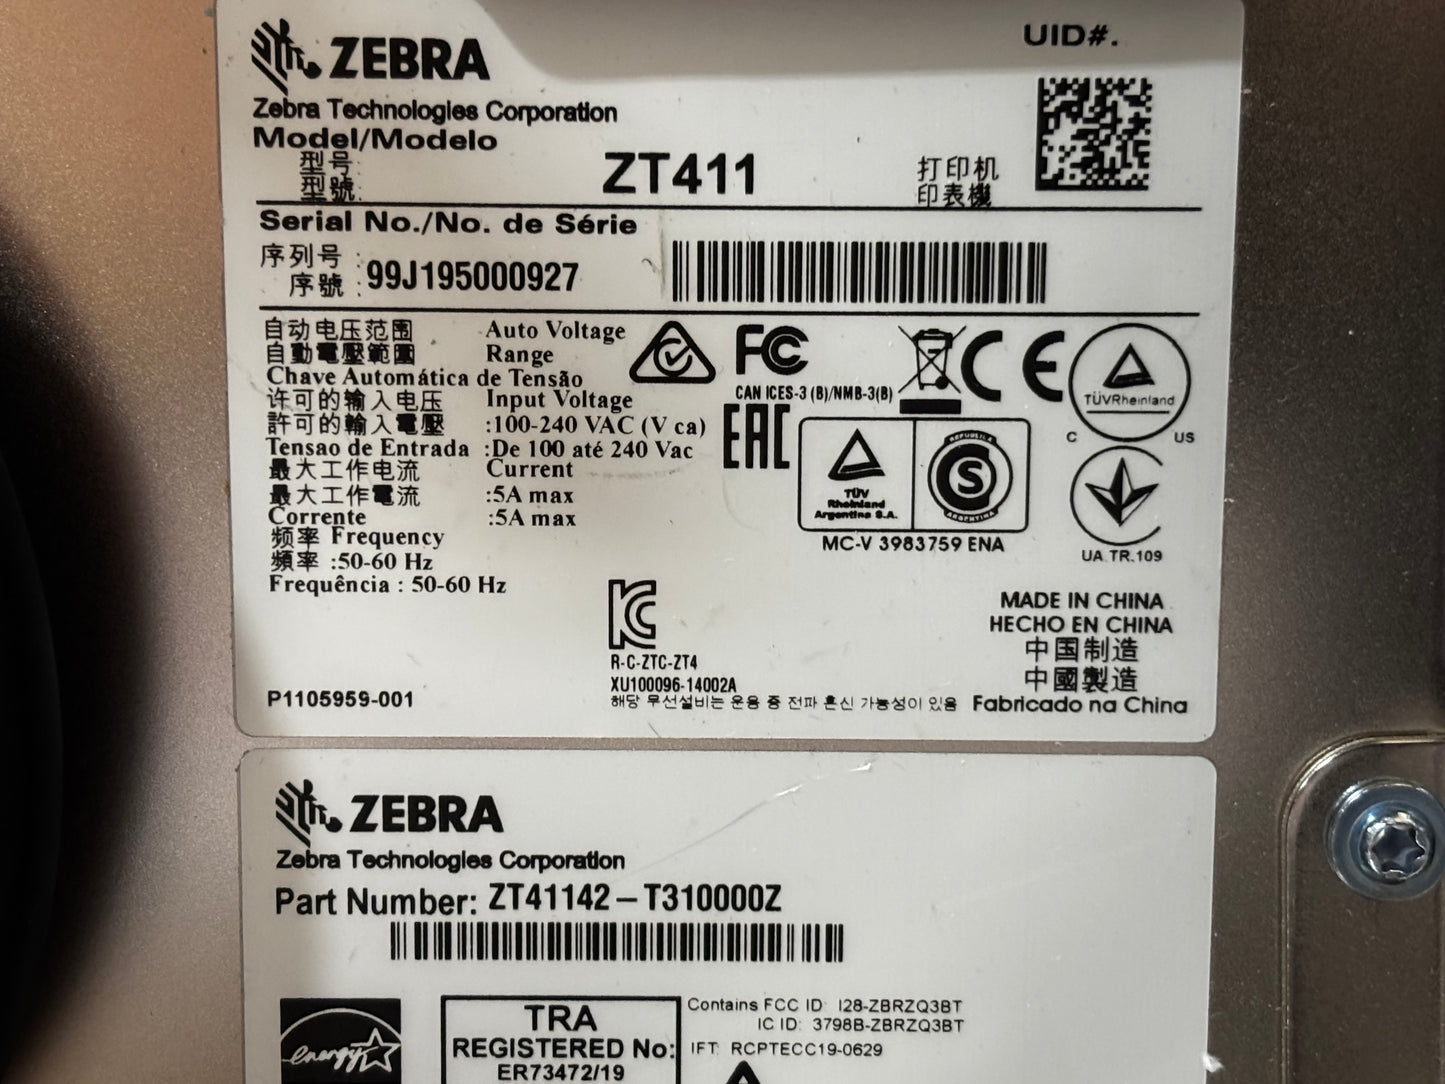 ZEBRA
UID#.
Zebra Technologies Corporation
Model/Modelo
型号:
型號:
ZT411
打印机
印表機
Serial No./No. de Série
序列号:
序號:
99J195000927
自动电压范围 Auto Voltage
自動電壓範圍 Range
Chave Automática de Tensão
许可的输入电压 Input Voltage
許可的輸入電壓 :100-240 VAC (V ca)
Tensao de Entrada :De 100 até 240 Vac
最大工作电流 Current
最大工作電流 :5A max
Corrente :5A max
频率 Frequency
頻率 :50-60 Hz
Frequência : 50-60 Hz
FC
CAN ICES-3 (B)/NMB-3(B)
CE
TÜVRheinland
C US
EAC
TÜV
Rheinland
Argentina S.A.
REPUBLICA
S
ARGENTINA
MC-V 3983759 ENA
UA.TR.109
KC
R-C-ZTC-ZT4
XU100096-14002A
해당 무선설비는 운용 중 전파 혼신 가능성이 있음
MADE IN CHINA
HECHO EN CHINA
中国制造
中國製造
Fabricado na China
P1105959-001
ZEBRA
Zebra Technologies Corporation
Part Number: ZT41142–T310000Z
energy
TRA
REGISTERED No:
ER73472/19
Contains FCC ID: I28-ZBRZQ3BT
IC ID: 3798B-ZBRZQ3BT
IFT: RCPTECC19-0629